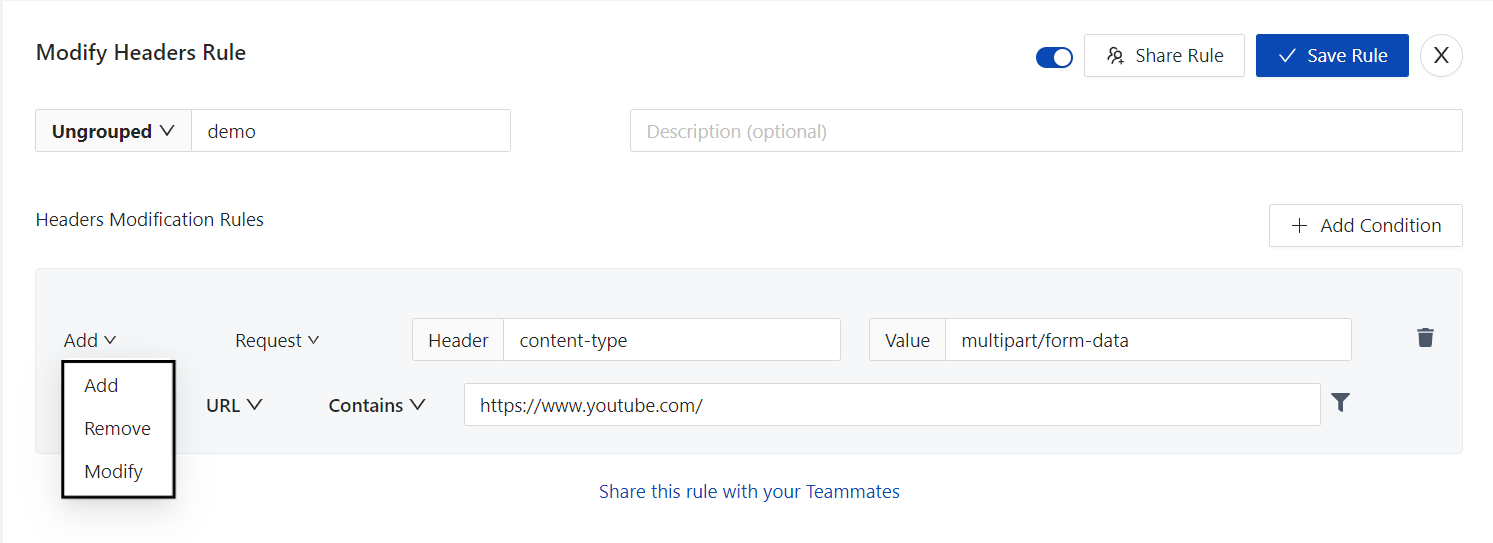 Modify Headers Rule
Share Rule
Save Rule
X
Ungrouped
demo
Description (optional)
Headers Modification Rules
Add Condition
Add
Request
Header
content-type
Value
multipart/form-data
Add
Remove
Modify
URL
Contains
https://www.youtube.com/
Share this rule with your Teammates